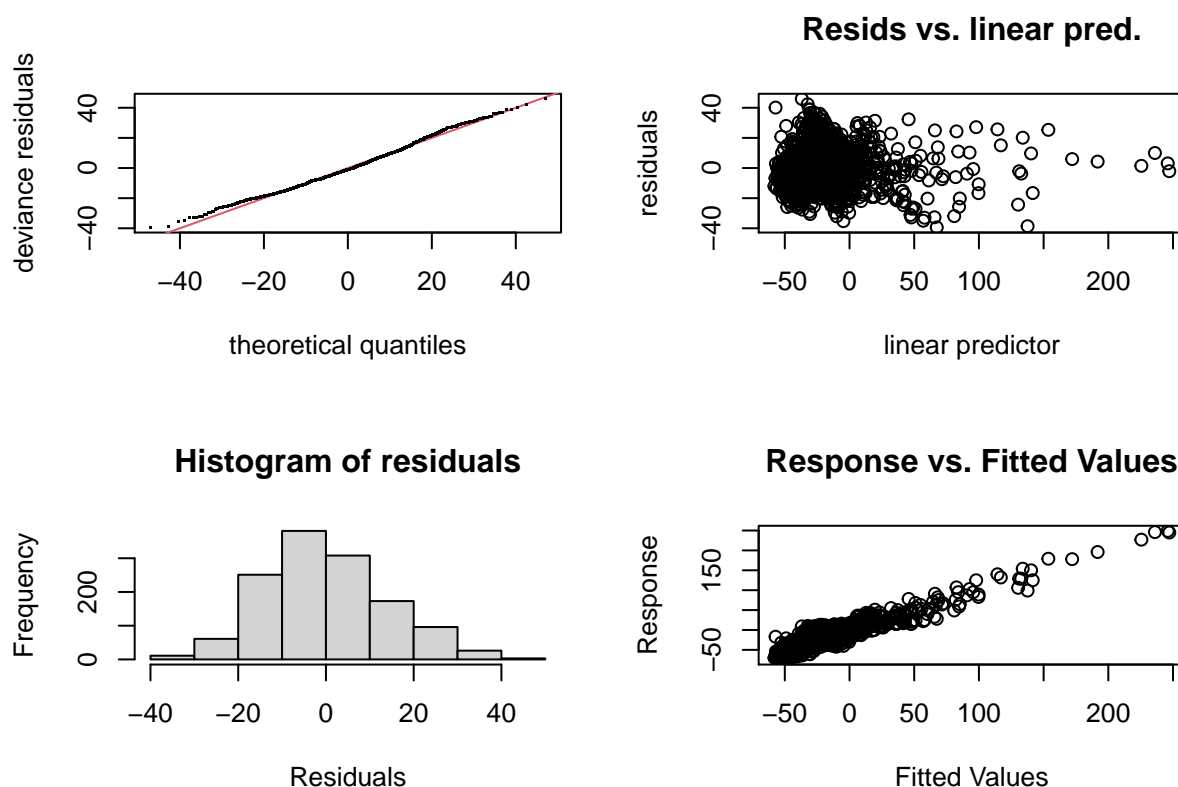 deviance residuals
40
0
−40
−40 −20 0 20 40
theoretical quantiles
Resids vs. linear pred.
residuals
40
0
−40
−50 0 50 100 200
linear predictor
Histogram of residuals
Frequency
200
0
−40 −20 0 20 40
Residuals
Response vs. Fitted Values
Response
150
−50
−50 0 50 100 200
Fitted Values